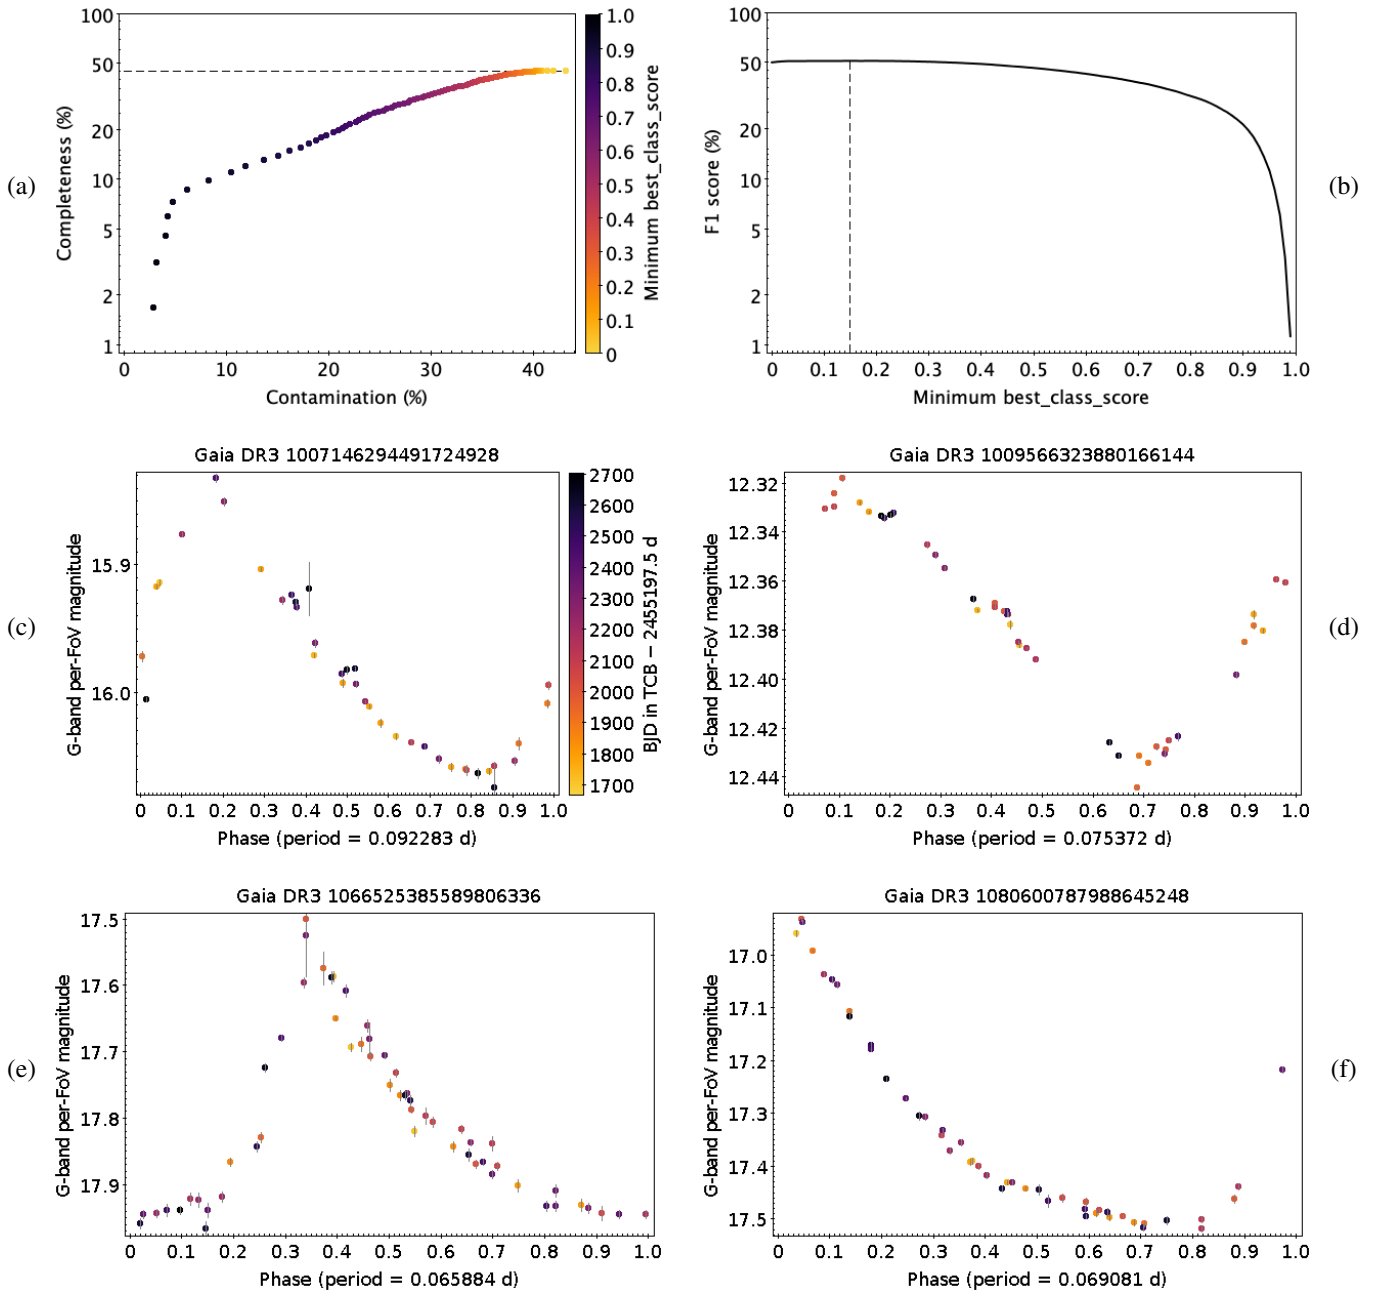 (a)
Completeness (%)
100
50
20
10
5
2
1
0 10 20 30 40
Contamination (%)
1.0
0.9
0.8
0.7
0.6
0.5
0.4
0.3
0.2
0.1
0
Minimum best_class_score
(b)
F1 score (%)
100
50
20
10
5
2
1
0 0.1 0.2 0.3 0.4 0.5 0.6 0.7 0.8 0.9 1.0
Minimum best_class_score
(c)
Gaia DR3 1007146294491724928
G-band per-FoV magnitude
15.9
16.0
0 0.1 0.2 0.3 0.4 0.5 0.6 0.7 0.8 0.9 1.0
Phase (period = 0.092283 d)
2700
2600
2500
2400
2300
2200
2100
2000
1900
1800
1700
BJD in TCB − 2455197.5 d
(d)
Gaia DR3 1009566323880166144
G-band per-FoV magnitude
12.32
12.34
12.36
12.38
12.40
12.42
12.44
0 0.1 0.2 0.3 0.4 0.5 0.6 0.7 0.8 0.9 1.0
Phase (period = 0.075372 d)
(e)
Gaia DR3 1066525385589806336
G-band per-FoV magnitude
17.5
17.6
17.7
17.8
17.9
0 0.1 0.2 0.3 0.4 0.5 0.6 0.7 0.8 0.9 1.0
Phase (period = 0.065884 d)
(f)
Gaia DR3 1080600787988645248
G-band per-FoV magnitude
17.0
17.1
17.2
17.3
17.4
17.5
0 0.1 0.2 0.3 0.4 0.5 0.6 0.7 0.8 0.9 1.0
Phase (period = 0.069081 d)